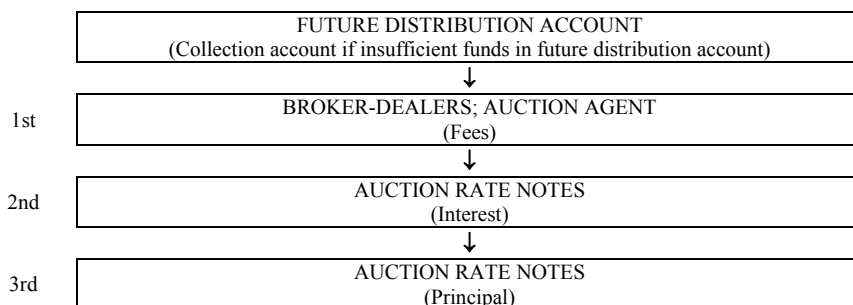 FUTURE DISTRIBUTION ACCOUNT
(Collection account if insufficient funds in future distribution account)
1st
BROKER-DEALERS; AUCTION AGENT
(Fees)
2nd
AUCTION RATE NOTES
(Interest)
3rd
AUCTION RATE NOTES
(Principal)